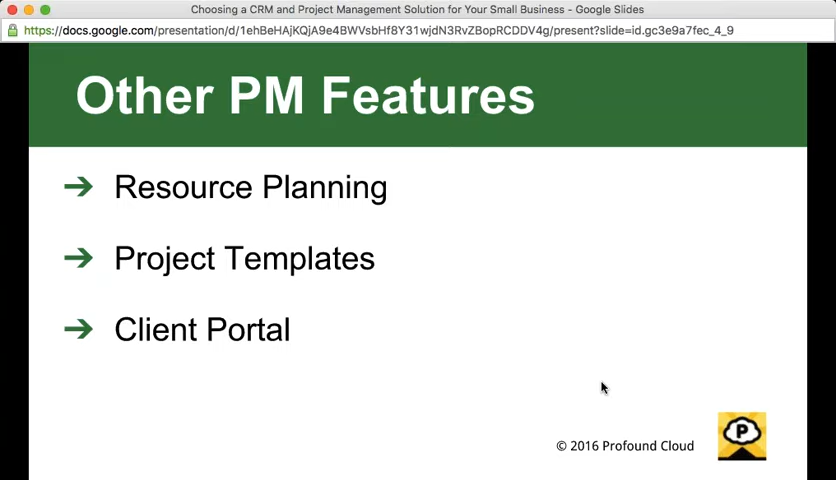 Choosing a CRM and Project Management Solution for Your Small Business - Google Slides
https://docs.google.com/presentation/d/1ehBeHAjKQjA9e4BWVsbHf8Y31wjdN3RvZBopRCDDV4g/present?slide=id.gc3e9a7fec_4_9
Other PM Features
➔ Resource Planning
➔ Project Templates
➔ Client Portal
© 2016 Profound Cloud
P